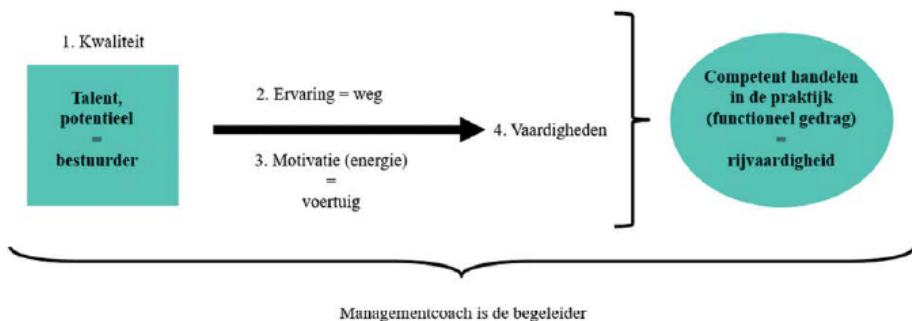 1. Kwaliteit
Talent,
potentieel
=
bestuurder
2. Ervaring = weg
3. Motivatie (energie)
=
voertuig
4. Vaardigheden
Competent handelen
in de praktijk
(functioneel gedrag)
=
rijvaardigheid
Managementcoach is de begeleider